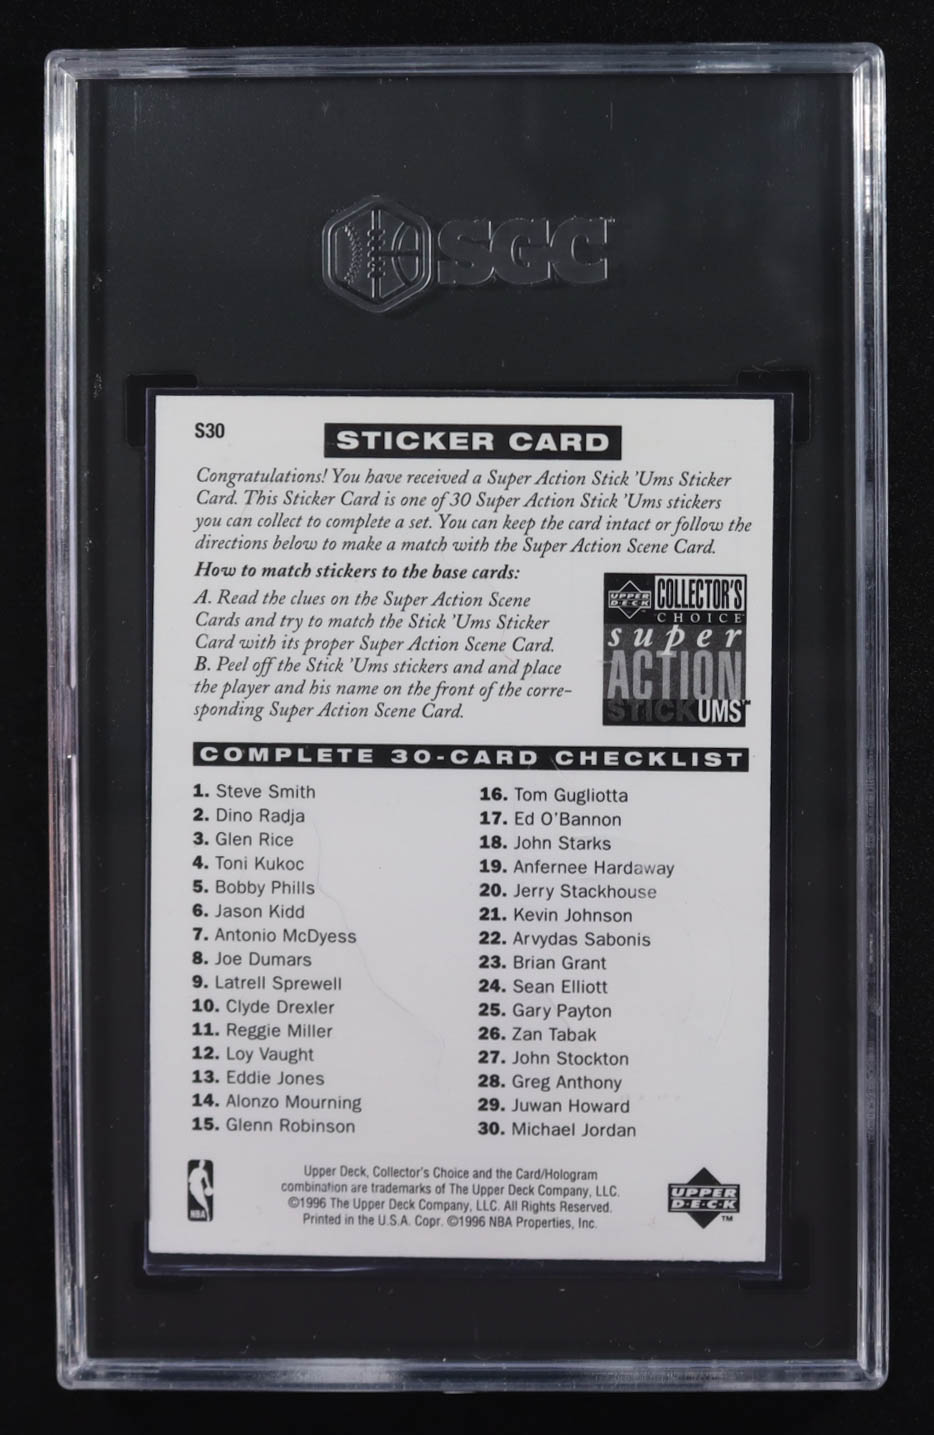 SGC
S30
STICKER CARD
Congratulations! You have received a Super Action Stick 'Ums Sticker
Card. This Sticker Card is one of 30 Super Action Stick 'Ums stickers
you can collect to complete a set. You can keep the card intact or follow the
directions below to make a match with the Super Action Scene Card.
How to match stickers to the base cards:
A. Read the clues on the Super Action Scene
Cards and try to match the Stick 'Ums Sticker
Card with its proper Super Action Scene Card.
B. Peel off the Stick 'Ums stickers and and place
the player and his name on the front of the corre-
sponding Super Action Scene Card.
UPPER DECK COLLECTOR'S
CHOICE
super
ACTION
STICKUMS™
COMPLETE 30-CARD CHECKLIST
1. Steve Smith
2. Dino Radja
3. Glen Rice
4. Toni Kukoc
5. Bobby Phills
6. Jason Kidd
7. Antonio McDyess
8. Joe Dumars
9. Latrell Sprewell
10. Clyde Drexler
11. Reggie Miller
12. Loy Vaught
13. Eddie Jones
14. Alonzo Mourning
15. Glenn Robinson
16. Tom Gugliotta
17. Ed O'Bannon
18. John Starks
19. Anfernee Hardaway
20. Jerry Stackhouse
21. Kevin Johnson
22. Arvydas Sabonis
23. Brian Grant
24. Sean Elliott
25. Gary Payton
26. Zan Tabak
27. John Stockton
28. Greg Anthony
29. Juwan Howard
30. Michael Jordan
NBA
Upper Deck, Collector's Choice and the Card/Hologram
combination are trademarks of The Upper Deck Company, LLC.
©1996 The Upper Deck Company, LLC. All Rights Reserved.
Printed in the U.S.A. Copr. ©1996 NBA Properties, Inc.
UPPER
D·E·C·K
™